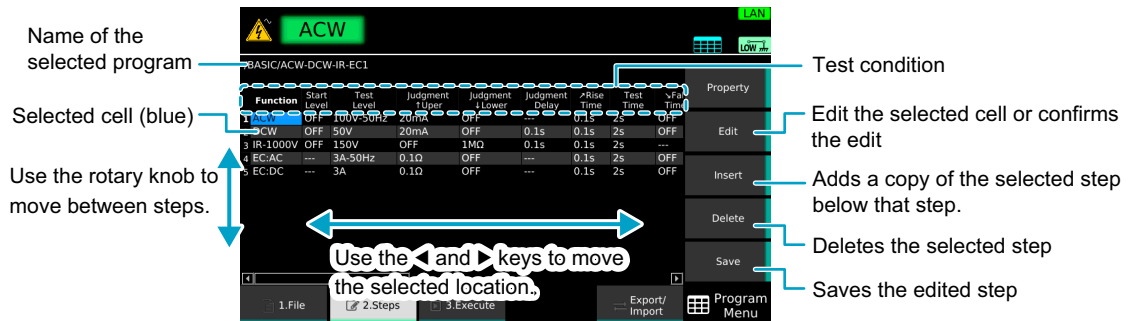 LAN
ACW
LOW
BASIC/ACW-DCW-IR-EC1
Name of the
selected program
Selected cell (blue)
Use the rotary knob to
move between steps.
Function Start Level Test Level Judgment ↑Uper Judgment ↓Lower Judgment Delay ↗Rise Time Test Time ↘Fal Time
1 ACW OFF 100V-50Hz 20mA OFF --- 0.1s 2s OFF
DCW OFF 50V 20mA OFF 0.1s 0.1s 2s OFF
3 IR-1000V OFF 150V OFF 1MΩ 0.1s 0.1s 2s ---
4 EC:AC --- 3A-50Hz 0.1Ω OFF --- 0.1s 2s OFF
5 EC:DC --- 3A 0.1Ω OFF --- 0.1s 2s OFF
Use the ◀ and ▶ keys to move
the selected location.
1.File
2.Steps
3.Execute
Export/
Import
Program
Menu
Property
Edit
Insert
Delete
Save
Test condition
Edit the selected cell or confirms
the edit
Adds a copy of the selected step
below that step.
Deletes the selected step
Saves the edited step